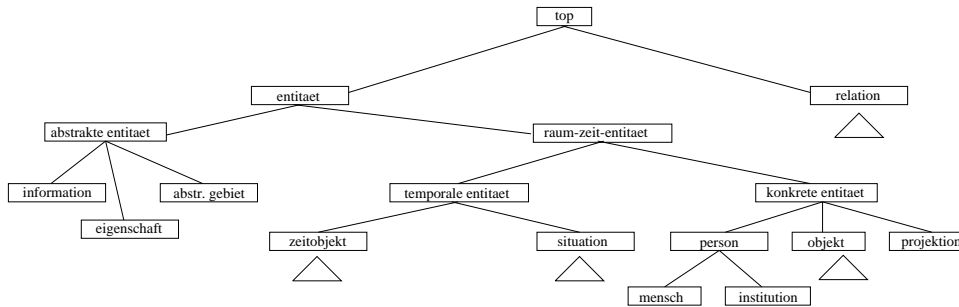 top
entitaet
relation
abstrakte entitaet
raum-zeit-entitaet
information
abstr. gebiet
temporale entitaet
konkrete entitaet
eigenschaft
zeitobjekt
situation
person
objekt
projektion
mensch
institution